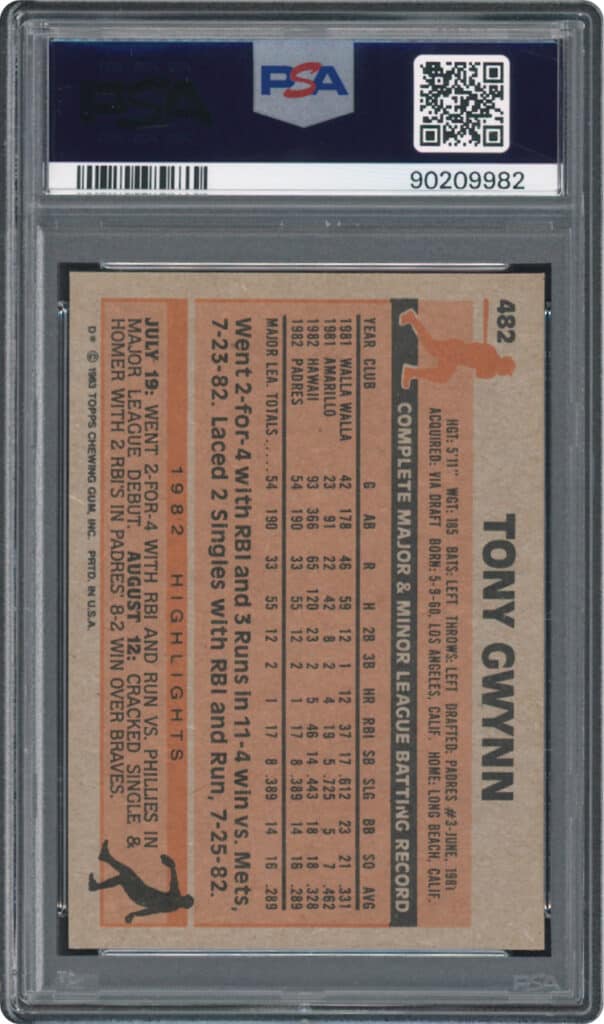 PSA
PSA
90209982
482
TONY GWYNN
HGT: 5'11" WGT: 185 BATS: LEFT THROWS: LEFT DRAFTED: PADRES #3-JUNE, 1981
ACQUIRED: VIA DRAFT BORN: 5-9-60, LOS ANGELES, CALIF. HOME: LONG BEACH, CALIF.
COMPLETE MAJOR & MINOR LEAGUE BATTING RECORD
YEAR CLUB G AB R H 2B 3B HR RBI SB SLG BB SO AVG
1981 WALLA WALLA 42 178 46 59 12 1 12 37 17 .612 23 21 .331
1981 AMARILLO 23 91 22 42 8 2 4 19 5 .725 5 7 .462
1982 HAWAII 93 366 65 120 23 2 5 46 14 .443 18 18 .328
1982 PADRES 54 190 33 55 12 2 1 17 8 .389 14 16 .289
MAJOR LEA. TOTALS..... 54 190 33 55 12 2 1 17 8 .389 14 16 .289
Went 2-for-4 with RBI and 3 Runs in 11-4 win vs. Mets,
7-23-82. Laced 2 Singles with RBI and Run, 7-25-82.
1982 HIGHLIGHTS
JULY 19: WENT 2-FOR-4 WITH RBI AND RUN VS. PHILLIES IN
MAJOR LEAGUE DEBUT. AUGUST 12: CRACKED SINGLE &
HOMER WITH 2 RBI'S IN PADRES' 8-2 WIN OVER BRAVES.
D* © 1983 TOPPS CHEWING GUM, INC. PRTD. IN U.S.A.
PSA